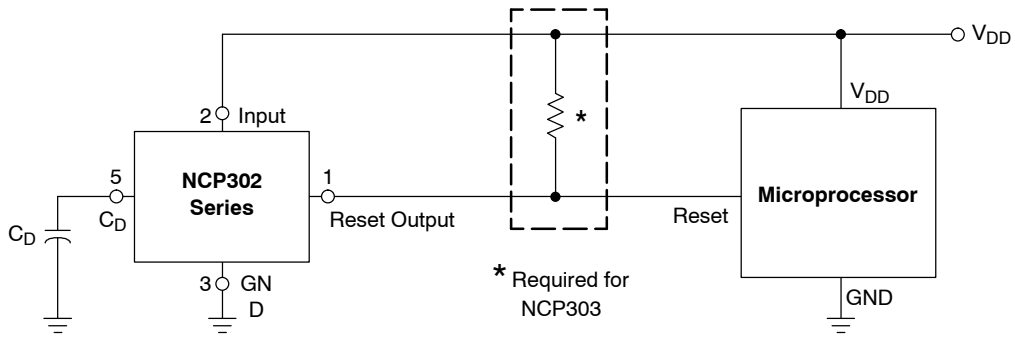 V_DD
V_DD
2 Input
NCP302
Series
5
C_D
C_D
1
Reset Output
*
Reset
Microprocessor
3 GN
D
* Required for
NCP303
GND